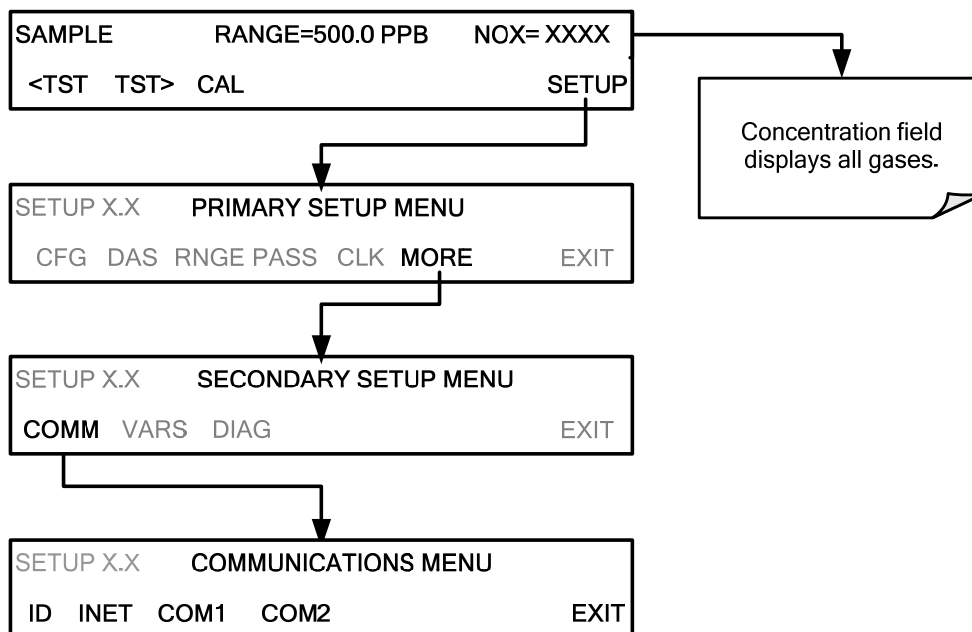 SAMPLE RANGE=500.0 PPB NOX= XXXX
<TST TST> CAL SETUP
Concentration field
displays all gases.
SETUP X.X PRIMARY SETUP MENU
CFG DAS RNGE PASS CLK MORE EXIT
SETUP X.X SECONDARY SETUP MENU
COMM VARS DIAG EXIT
SETUP X.X COMMUNICATIONS MENU
ID INET COM1 COM2 EXIT